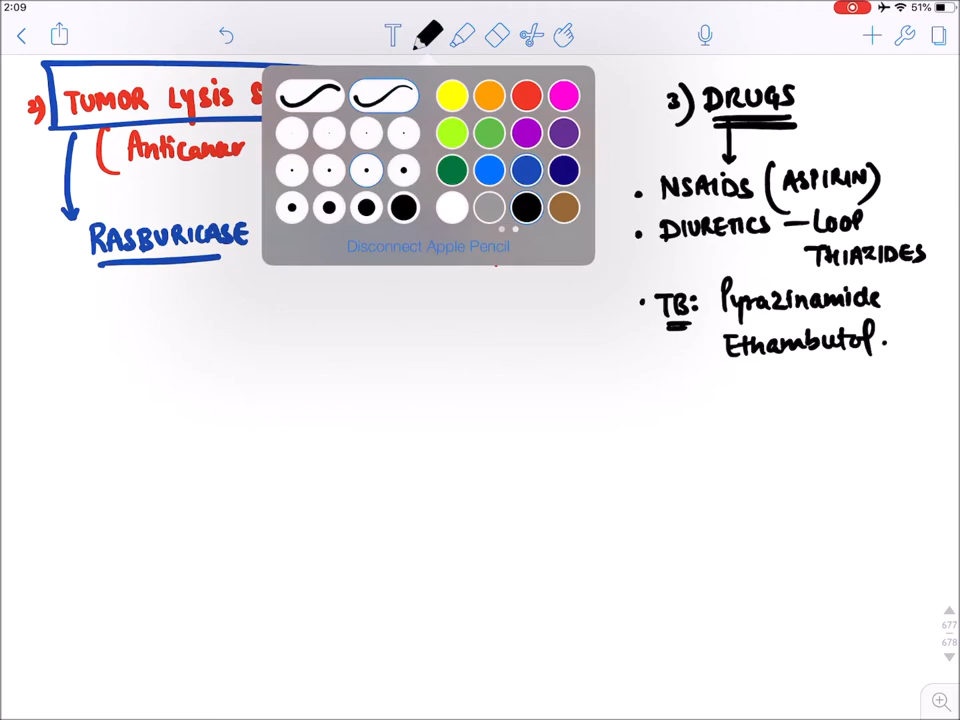 2:09
51%
T
2) TUMOR LYSIS S
(Anticancer
RASBURICASE
Disconnect Apple Pencil
3) DRUGS
• NSAIDS (ASPIRIN)
• DIURETICS — LOOP
THIAZIDES
• TB: Pyrazinamide
Ethambutol.
677
678